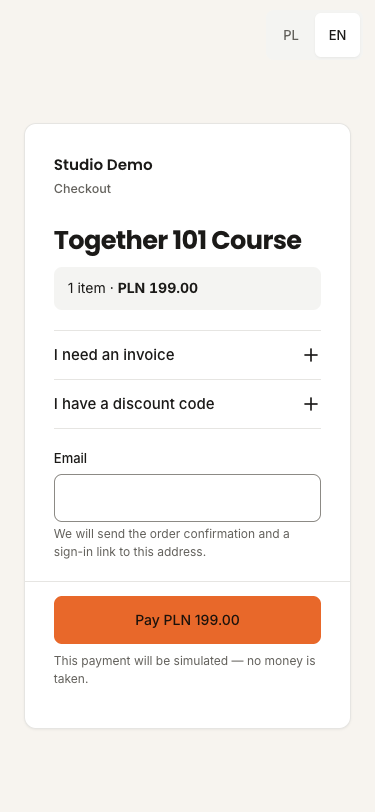 PL EN
Studio Demo
Checkout
Together 101 Course
1 item · PLN 199.00
I need an invoice
I have a discount code
Email
We will send the order confirmation and a
sign-in link to this address.
Pay PLN 199.00
This payment will be simulated — no money is
taken.